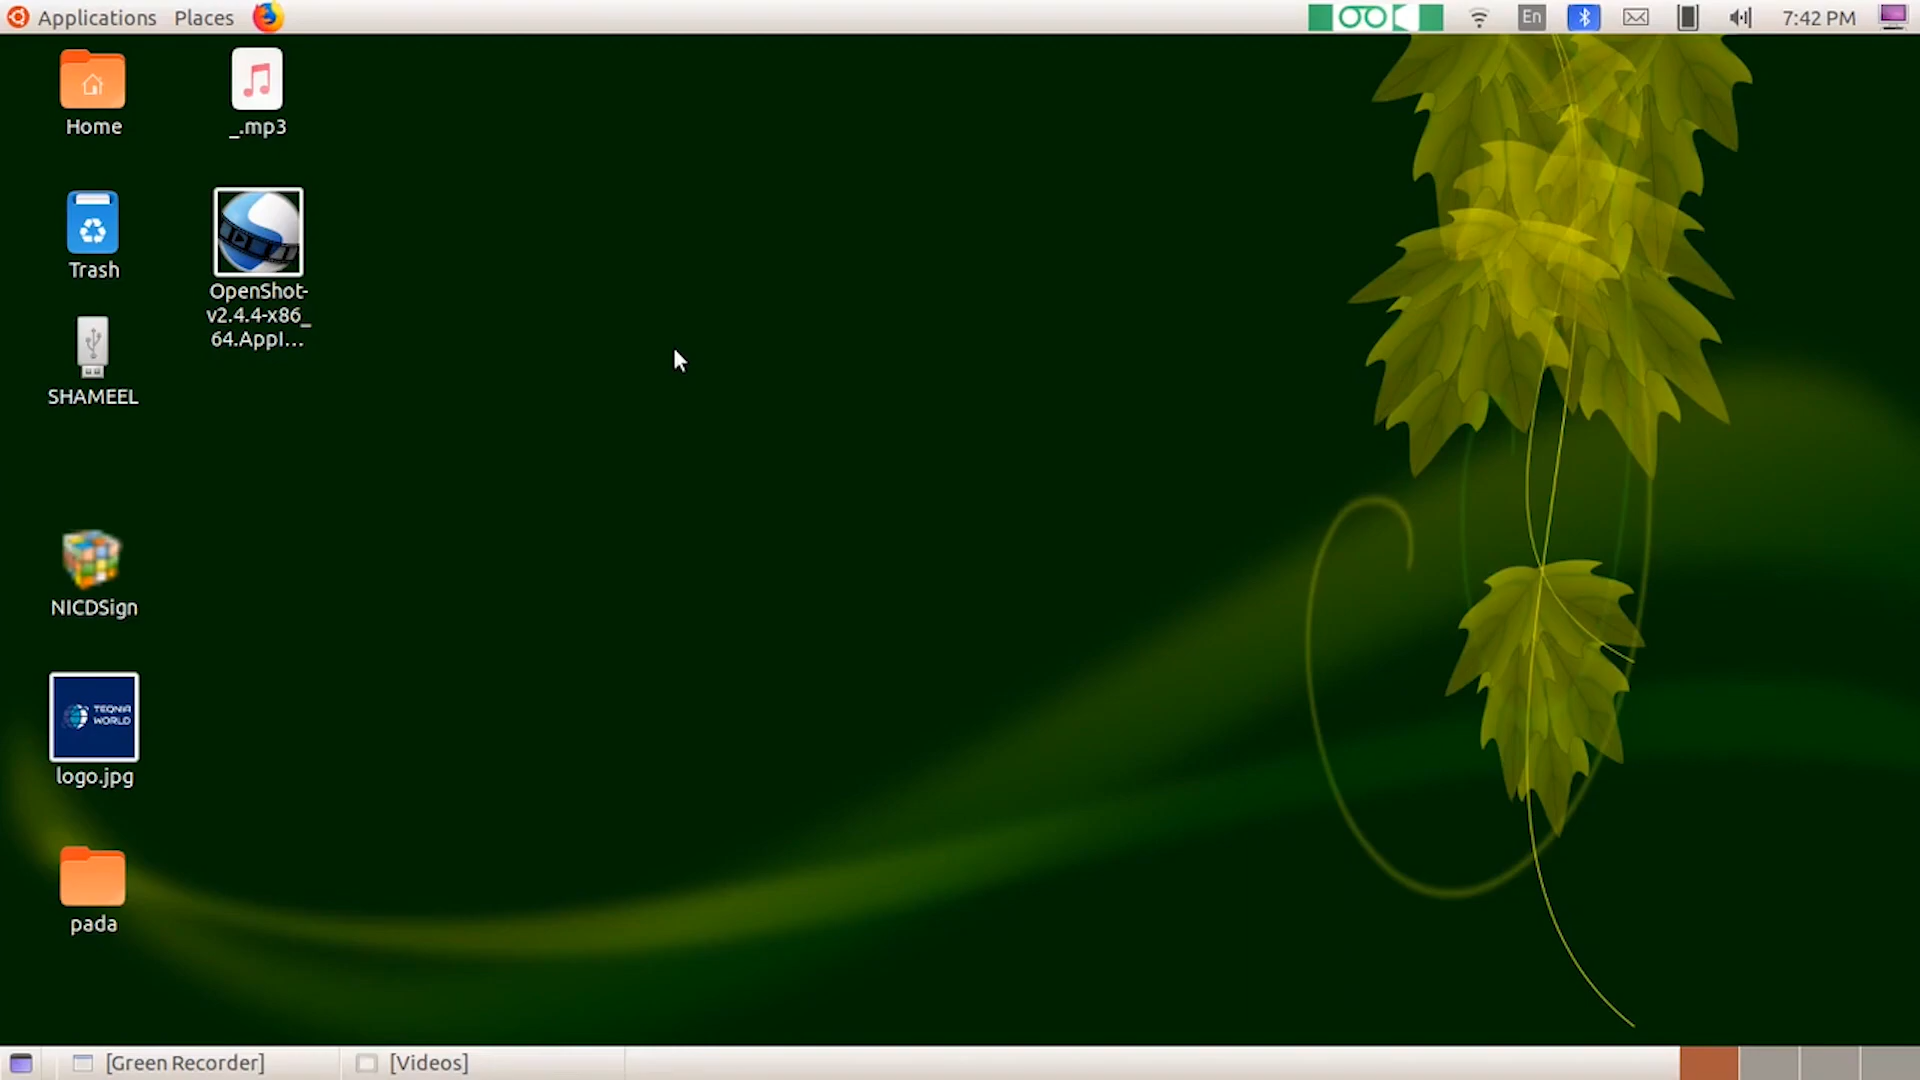 Applications Places
En
7:42 PM
Home
_.mp3
Trash
OpenShot-
v2.4.4-x86_
64.AppI...
SHAMEEL
NICDSign
TEQNIA
WORLD
logo.jpg
pada
[Green Recorder]
[Videos]